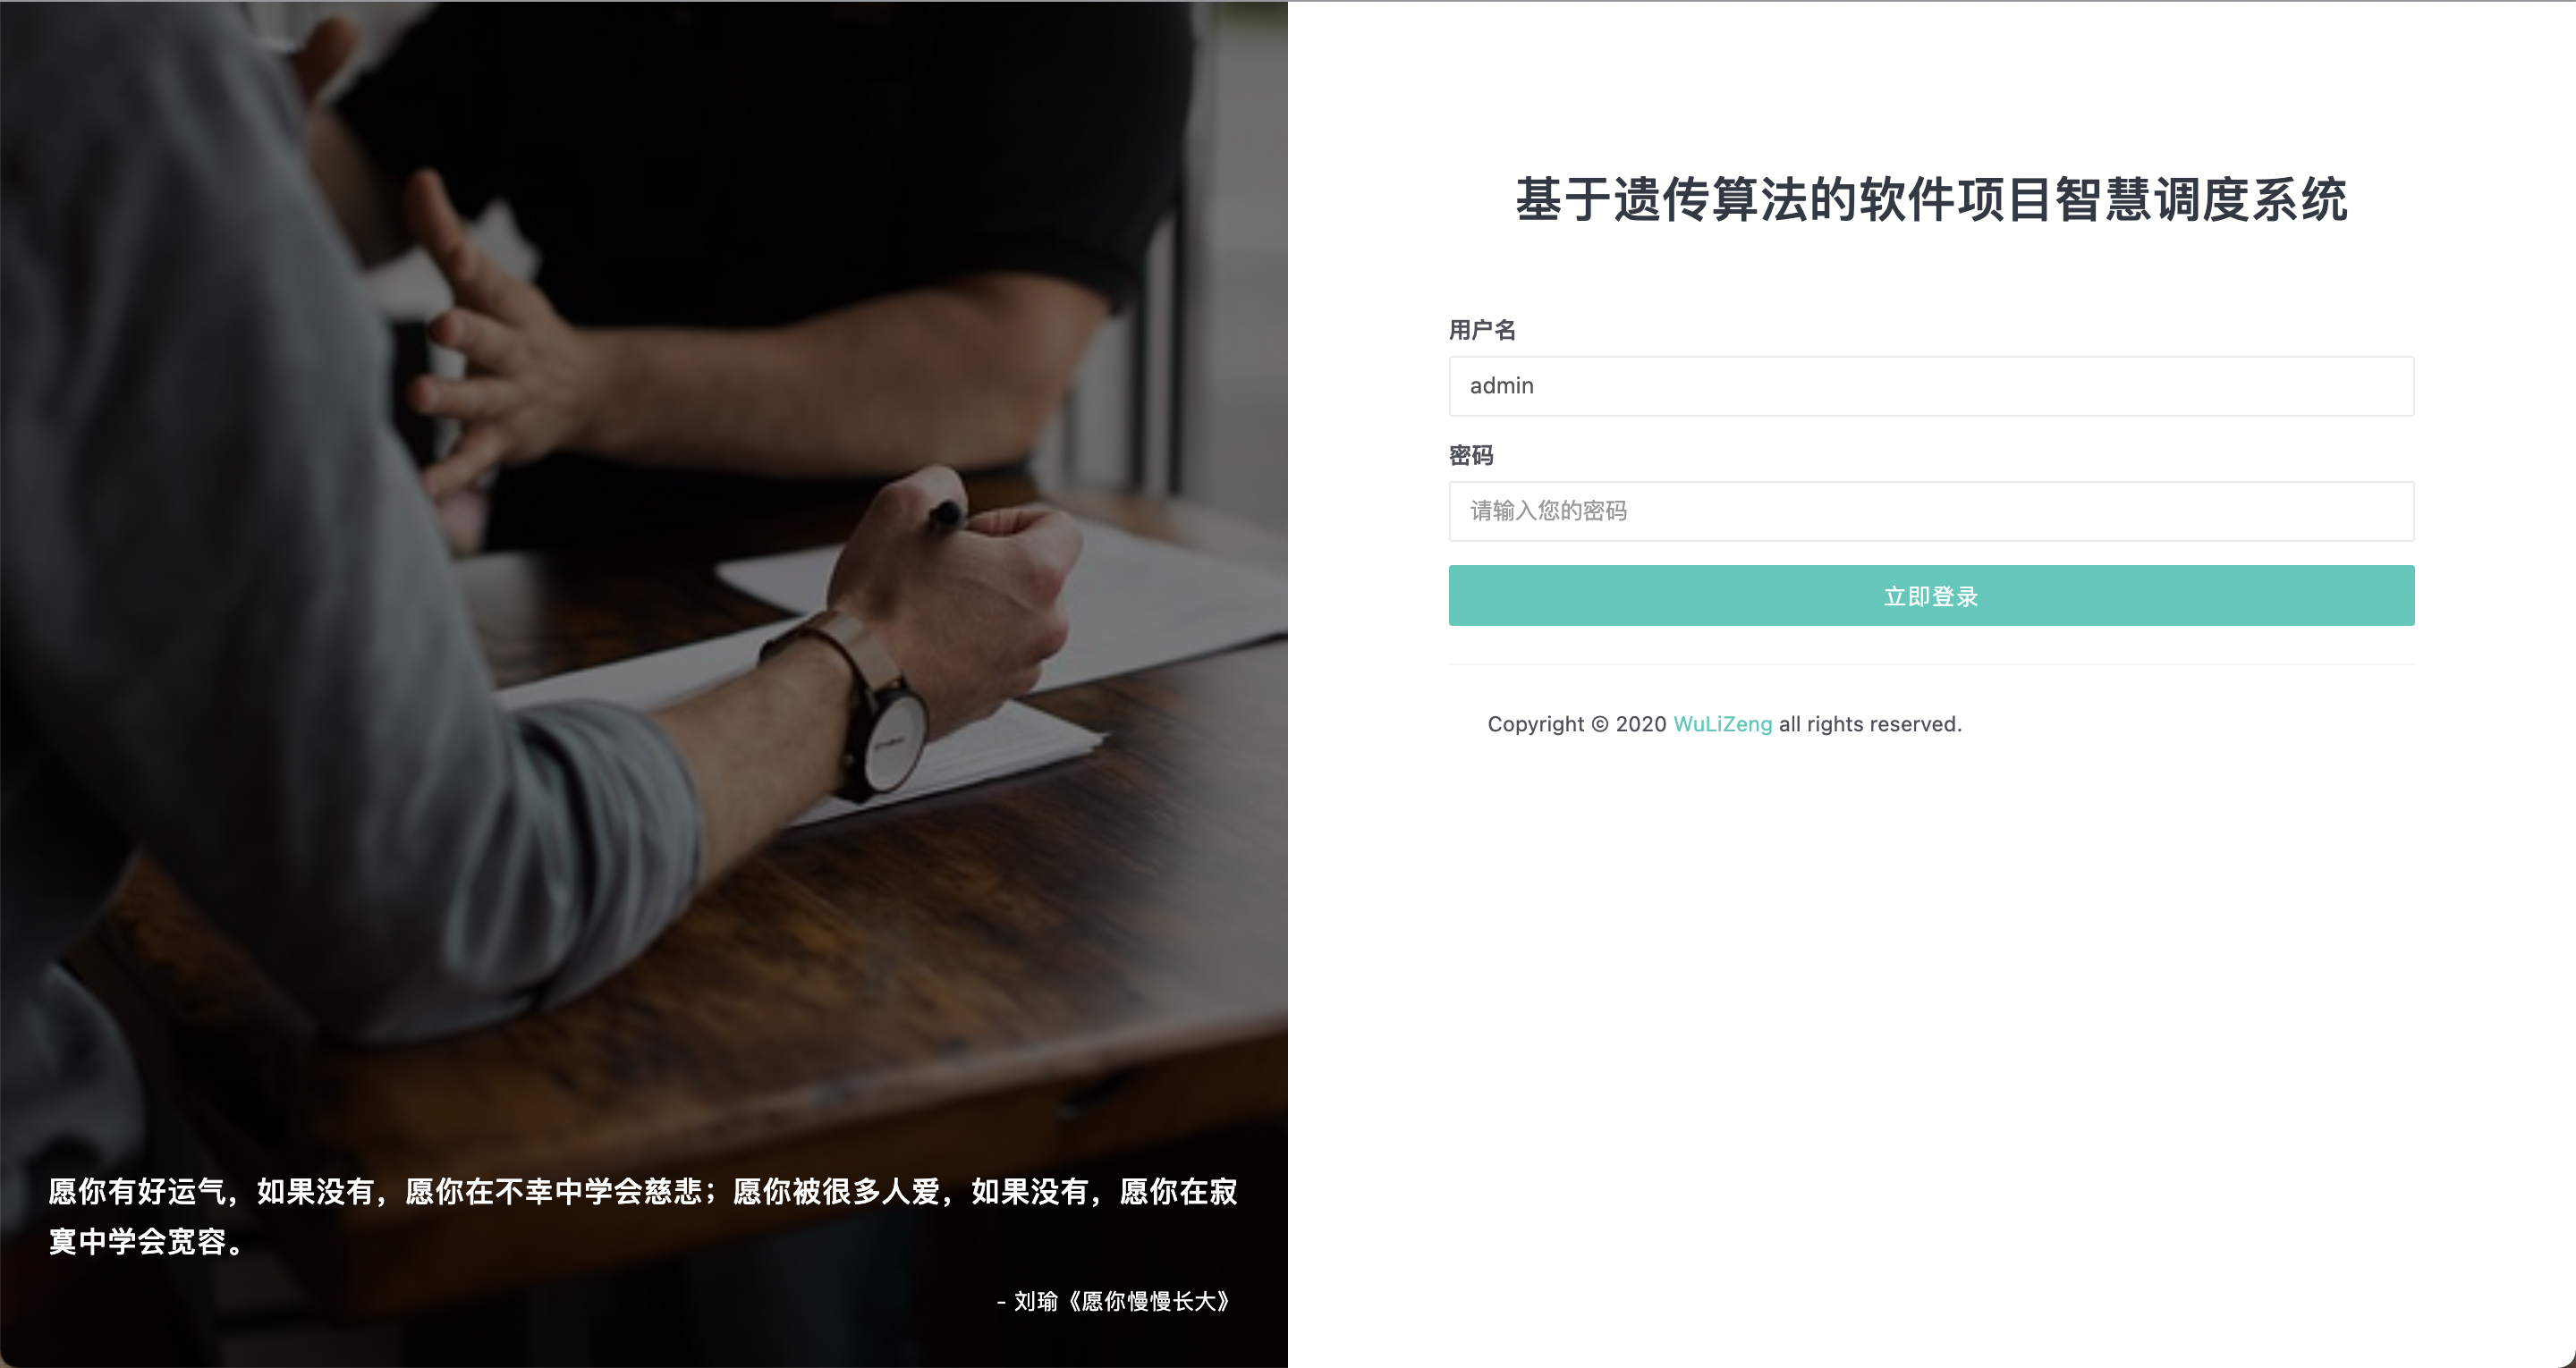 基于遗传算法的软件项目智慧调度系统
用户名
admin
密码
请输入您的密码
立即登录
Copyright © 2020 WuLiZeng all rights reserved.
愿你有好运气，如果没有，愿你在不幸中学会慈悲；愿你被很多人爱，如果没有，愿你在寂
寞中学会宽容。
- 刘瑜《愿你慢慢长大》